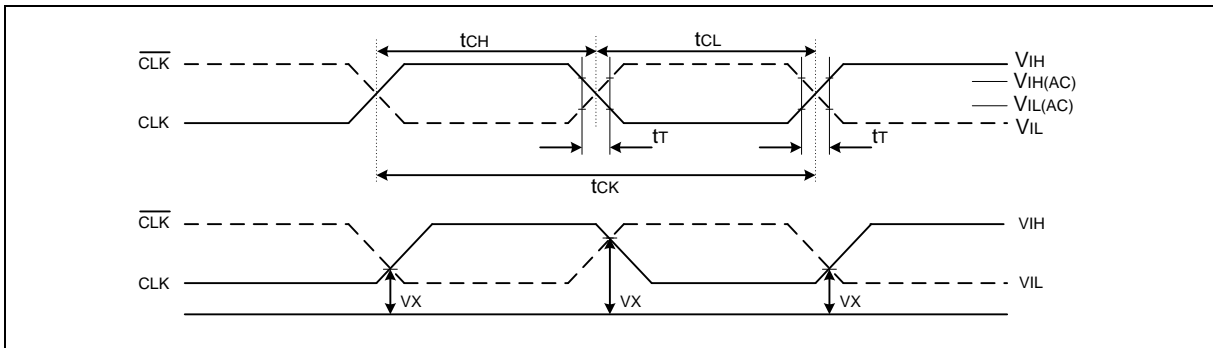 tCH
tCL
CLK
VIH
VIH(AC)
VIL(AC)
CLK
VIL
tT
tT
tCK
CLK
VIH
CLK
VIL
VX
VX
VX